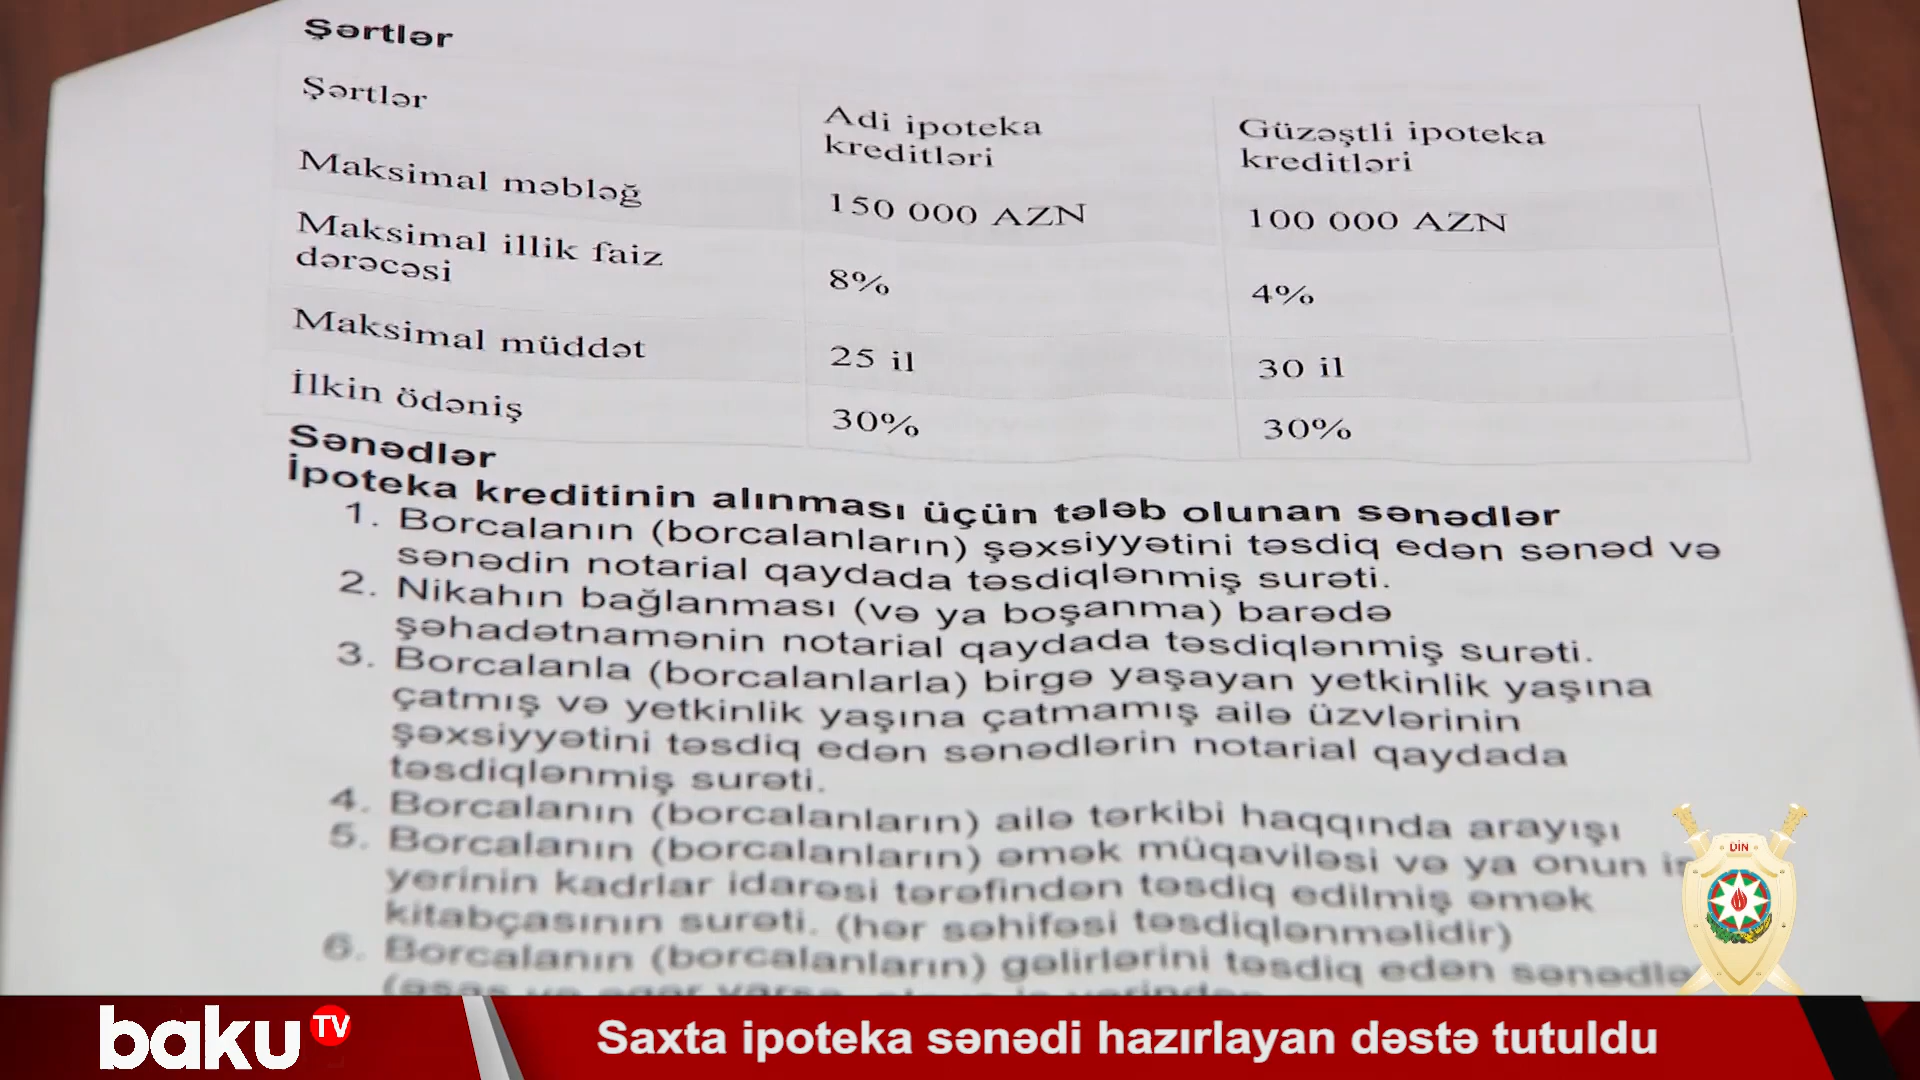 Şərtlər
Şərtlər
Adi ipoteka
kreditləri
Güzəştli ipoteka
kreditləri
Maksimal məbləğ
150 000 AZN
100 000 AZN
Maksimal illik faiz
dərəcəsi
8%
4%
Maksimal müddət
25 il
30 il
İlkin ödəniş
30%
30%
Sənədlər
İpoteka kreditinin alınması üçün tələb olunan sənədlər
1. Borcalanın (borcalanların) şəxsiyyətini təsdiq edən sənəd və
sənədin notarial qaydada təsdiqlənmiş surəti.
2. Nikahın bağlanması (və ya boşanma) barədə
şəhadətnamənin notarial qaydada təsdiqlənmiş surəti.
3. Borcalanla (borcalanlarla) birgə yaşayan yetkinlik yaşına
çatmış və yetkinlik yaşına çatmamış ailə üzvlərinin
şəxsiyyətini təsdiq edən sənədlərin notarial qaydada
təsdiqlənmiş surəti.
4. Borcalanın (borcalanların) ailə tərkibi haqqında arayışı
5. Borcalanın (borcalanların) əmək müqaviləsi və ya onun
yerinin kadrlar idarəsi tərəfindən təsdiq edilmiş əmək
kitabçasının surəti. (hər səhifəsi təsdiqlənməlidir)
6. Borcalanın (borcalanların) gəlirlərini təsdiq edən
DİN
baku TV
Saxta ipoteka sənədi hazırlayan dəstə tutuldu